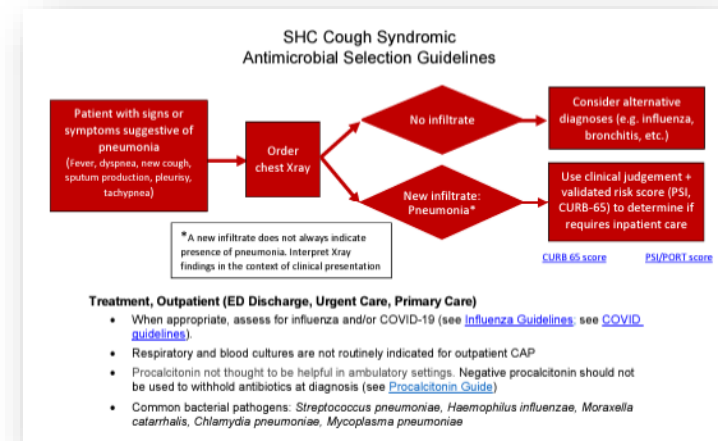 SHC Cough Syndromic
Antimicrobial Selection Guidelines
Patient with signs or
symptoms suggestive of
pneumonia
(Fever, dyspnea, new cough,
sputum production, pleurisy,
tachypnea)
Order
chest Xray
No infiltrate
Consider alternative
diagnoses (e.g. influenza,
bronchitis, etc.)
New infiltrate:
Pneumonia*
Use clinical judgement +
validated risk score (PSI,
CURB-65) to determine if
requires inpatient care
*A new infiltrate does not always indicate
presence of pneumonia. Interpret Xray
findings in the context of clinical presentation
CURB 65 score
PSI/PORT score
Treatment, Outpatient (ED Discharge, Urgent Care, Primary Care)
• When appropriate, assess for influenza and/or COVID-19 (see Influenza Guidelines; see COVID
guidelines).
• Respiratory and blood cultures are not routinely indicated for outpatient CAP
• Procalcitonin not thought to be helpful in ambulatory settings. Negative procalcitonin should not
be used to withhold antibiotics at diagnosis (see Procalcitonin Guide)
• Common bacterial pathogens: Streptococcus pneumoniae, Haemophilus influenzae, Moraxella
catarrhalis, Chlamydia pneumoniae, Mycoplasma pneumoniae